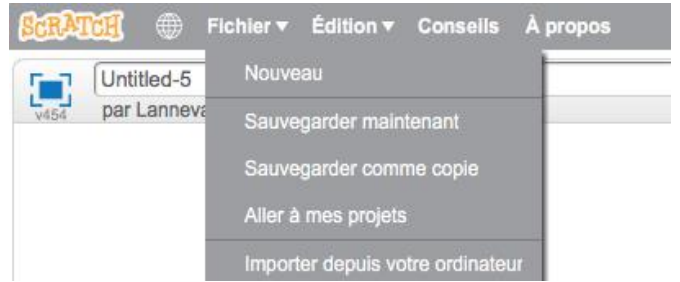 SCRATCH Fichier▼ Édition▼ Conseils À propos
Untitled-5
v454
par Lanneva
Nouveau
Sauvegarder maintenant
Sauvegarder comme copie
Aller à mes projets
Importer depuis votre ordinateur